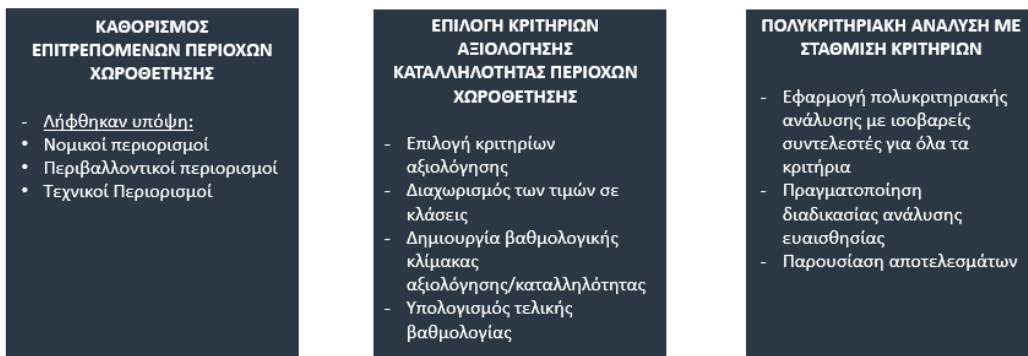 ΚΑΘΟΡΙΣΜΟΣ
ΕΠΙΤΡΕΠΟΜΕΝΩΝ ΠΕΡΙΟΧΩΝ
ΧΩΡΟΘΕΤΗΣΗΣ
- Λήφθηκαν υπόψη:
• Νομικοί περιορισμοί
• Περιβαλλοντικοί περιορισμοί
• Τεχνικοί Περιορισμοί
ΕΠΙΛΟΓΗ ΚΡΙΤΗΡΙΩΝ
ΑΞΙΟΛΟΓΗΣΗΣ
ΚΑΤΑΛΛΗΛΟΤΗΤΑΣ ΠΕΡΙΟΧΩΝ
ΧΩΡΟΘΕΤΗΣΗΣ
- Επιλογή κριτηρίων
αξιολόγησης
- Διαχωρισμός των τιμών σε
κλάσεις
- Δημιουργία βαθμολογικής
κλίμακας
αξιολόγησης/καταλληλότητας
- Υπολογισμός τελικής
βαθμολογίας
ΠΟΛΥΚΡΙΤΗΡΙΑΚΗ ΑΝΑΛΥΣΗ ΜΕ
ΣΤΑΘΜΙΣΗ ΚΡΙΤΗΡΙΩΝ
- Εφαρμογή πολυκριτηριακής
ανάλυσης με ισοβαρείς
συντελεστές για όλα τα
κριτήρια
- Πραγματοποίηση
διαδικασίας ανάλυσης
ευαισθησίας
- Παρουσίαση αποτελεσμάτων